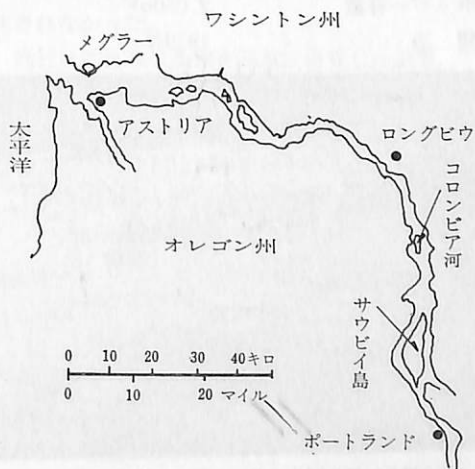 ワシントン州
メグラー
アストリア
太平洋
ロングビウ
コロンビア河
オレゴン州
サウビイ島
0 10 20 30 40キロ
0 10 20 マイル
ポートランド